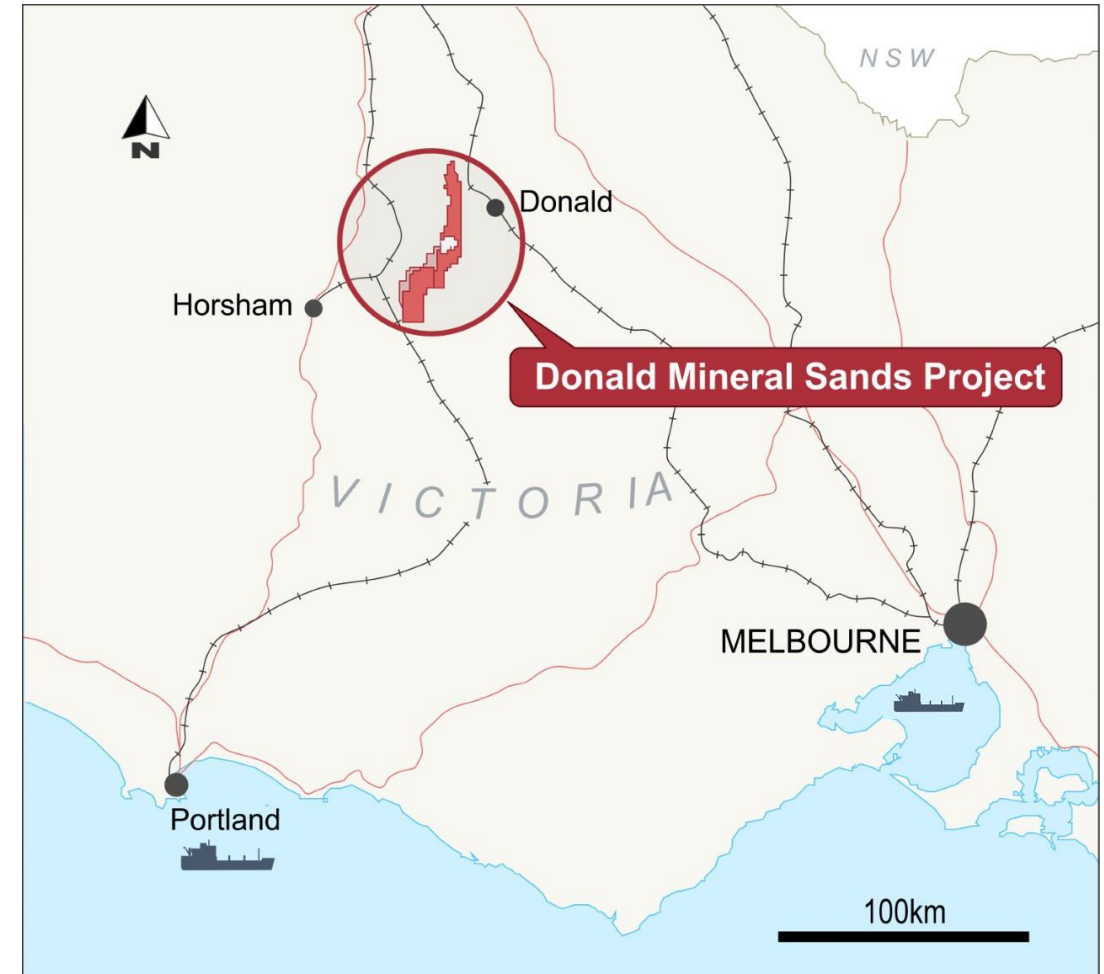 NSW
N
Donald
Horsham
Donald Mineral Sands Project
VICTORIA
MELBOURNE
Portland
100km